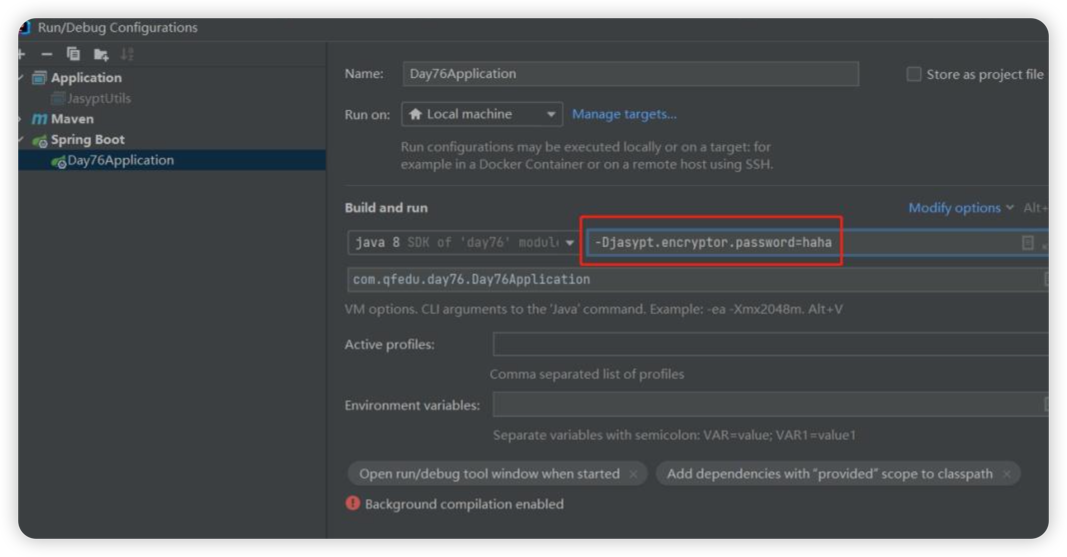 Run/Debug Configurations
Application
JasyptUtils
Maven
Spring Boot
Day76Application
Name:
Day76Application
Store as project file
Run on:
Local machine
Manage targets...
Run configurations may be executed locally or on a target: for
example in a Docker Container or on a remote host using SSH.
Build and run
Modify options
Alt+
java 8 SDK of 'day76' modul
-Djasypt.encryptor.password=haha
com.qfedu.day76.Day76Application
VM options. CLI arguments to the 'Java' command. Example: -ea -Xmx2048m. Alt+V
Active profiles:
Comma separated list of profiles
Environment variables:
Separate variables with semicolon: VAR=value; VAR1=value1
Open run/debug tool window when started ×
Add dependencies with "provided" scope to classpath ×
Background compilation enabled